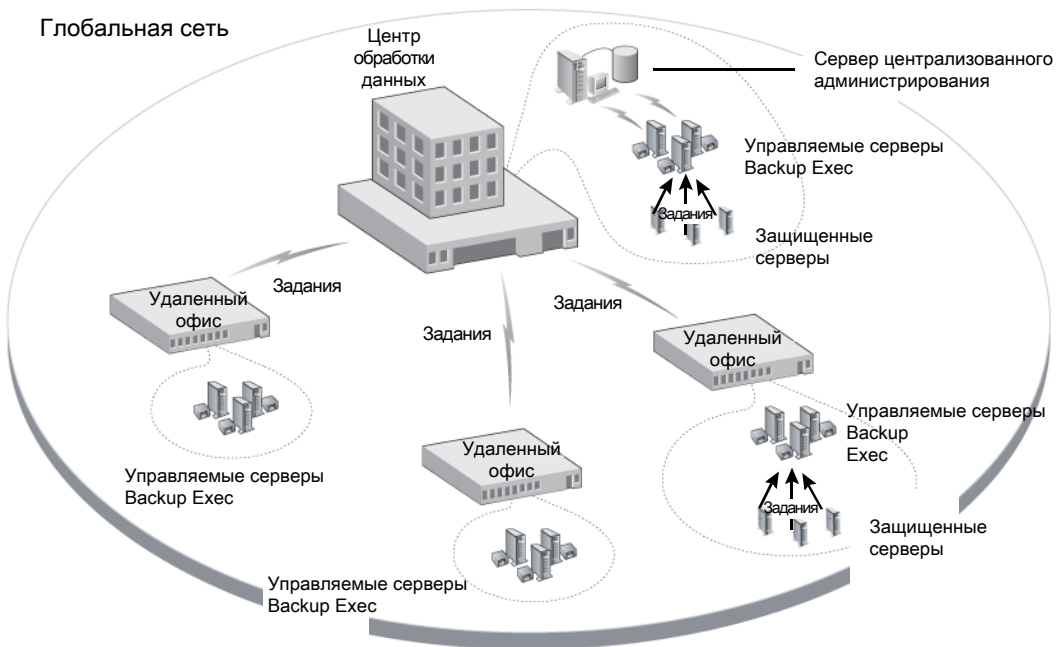 Глобальная сеть
Центр
обработки
данных
Сервер централизованного
администрирования
Управляемые серверы
Backup Exec
Задания
Защищенные
серверы
Удаленный
офис
Задания
Задания
Задания
Удаленный
офис
Управляемые серверы
Backup
Exec
Управляемые серверы
Backup Exec
Удаленный
офис
Задания
Защищенные
серверы
Управляемые серверы
Backup Exec